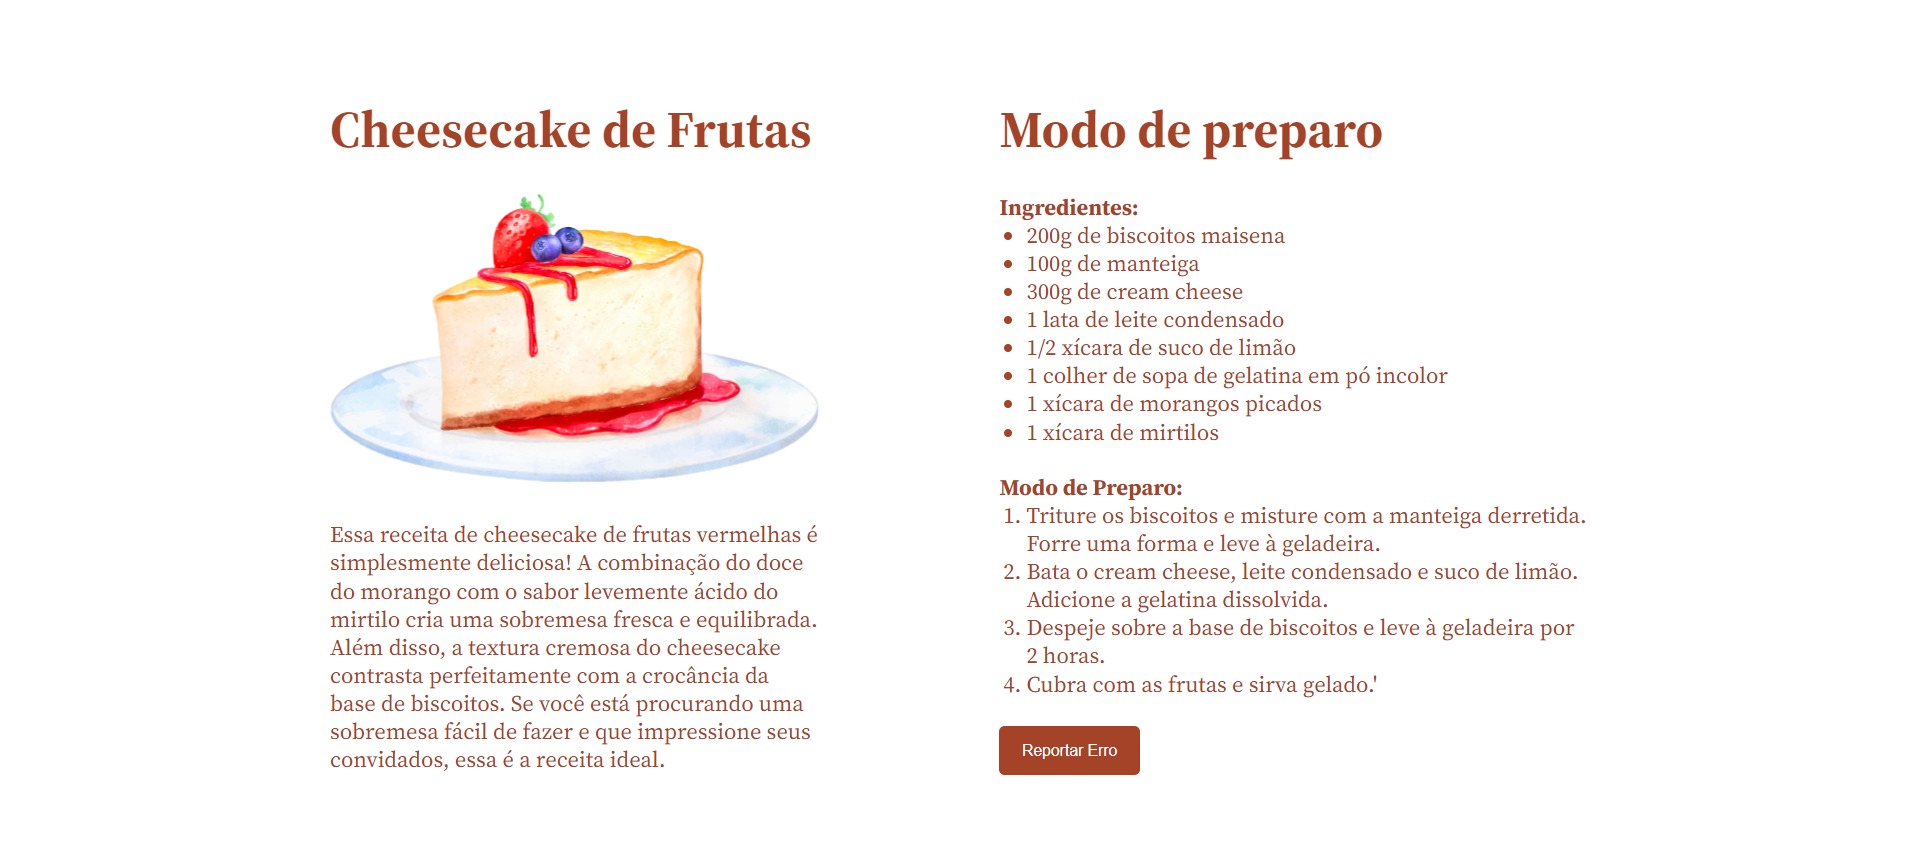 Cheesecake de Frutas
Essa receita de cheesecake de frutas vermelhas é
simplesmente deliciosa! A combinação do doce
do morango com o sabor levemente ácido do
mirtilo cria uma sobremesa fresca e equilibrada.
Além disso, a textura cremosa do cheesecake
contrasta perfeitamente com a crocância da
base de biscoitos. Se você está procurando uma
sobremesa fácil de fazer e que impressione seus
convidados, essa é a receita ideal.
Modo de preparo
Ingredientes:
• 200g de biscoitos maisena
• 100g de manteiga
• 300g de cream cheese
• 1 lata de leite condensado
• 1/2 xícara de suco de limão
• 1 colher de sopa de gelatina em pó incolor
• 1 xícara de morangos picados
• 1 xícara de mirtilos
Modo de Preparo:
1. Triture os biscoitos e misture com a manteiga derretida.
Forre uma forma e leve à geladeira.
2. Bata o cream cheese, leite condensado e suco de limão.
Adicione a gelatina dissolvida.
3. Despeje sobre a base de biscoitos e leve à geladeira por
2 horas.
4. Cubra com as frutas e sirva gelado.'
Reportar Erro